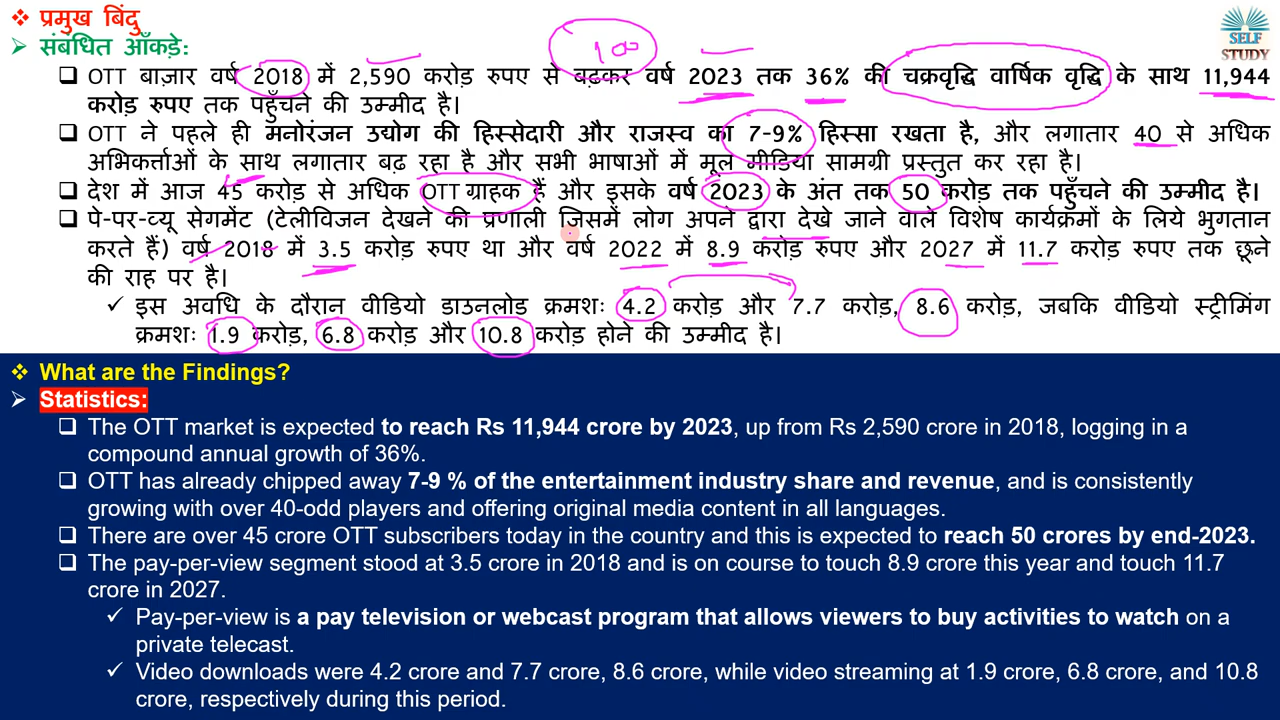 ❖ प्रमुख बिंदु
➢ संबधित आँकड़े:
SELF
STUDY
100
❑ OTT बाज़ार वर्ष 2018 में 2,590 करोड़ रुपए से बढ़कर वर्ष 2023 तक 36% की चक्रवृद्धि वार्षिक वृद्धि के साथ 11,944
करोड़ रुपए तक पहुँचने की उम्मीद है।
❑ OTT ने पहले ही मनोरंजन उद्योग की हिस्सेदारी और राजस्व का 7-9% हिस्सा रखता है, और लगातार 40 से अधिक
अभिकर्त्ताओं के साथ लगातार बढ़ रहा है और सभी भाषाओं में मूल मीडिया सामग्री प्रस्तुत कर रहा है।
❑ देश में आज 45 करोड़ से अधिक OTT ग्राहक हैं और इसके वर्ष 2023 के अंत तक 50 करोड़ तक पहुँचने की उम्मीद है।
❑ पे-पर-व्यू सेगमेंट (टेलीविजन देखने की प्रणाली जिसमें लोग अपने द्वारा देखे जाने वाले विशेष कार्यक्रमों के लिये भुगतान
करते हैं) वर्ष 2018 में 3.5 करोड़ रुपए था और वर्ष 2022 में 8.9 करोड़ रुपए और 2027 में 11.7 करोड़ रुपए तक छूने
की राह पर है।
✓ इस अवधि के दौरान वीडियो डाउनलोड क्रमशः 4.2 करोड़ और 7.7 करोड़, 8.6 करोड़, जबकि वीडियो स्ट्रीमिंग
क्रमशः 1.9 करोड़, 6.8 करोड़ और 10.8 करोड़ होने की उम्मीद है।
❖ What are the Findings?
➢ Statistics:
❑ The OTT market is expected to reach Rs 11,944 crore by 2023, up from Rs 2,590 crore in 2018, logging in a
compound annual growth of 36%.
❑ OTT has already chipped away 7-9 % of the entertainment industry share and revenue, and is consistently
growing with over 40-odd players and offering original media content in all languages.
❑ There are over 45 crore OTT subscribers today in the country and this is expected to reach 50 crores by end-2023.
❑ The pay-per-view segment stood at 3.5 crore in 2018 and is on course to touch 8.9 crore this year and touch 11.7
crore in 2027.
✓ Pay-per-view is a pay television or webcast program that allows viewers to buy activities to watch on a
private telecast.
✓ Video downloads were 4.2 crore and 7.7 crore, 8.6 crore, while video streaming at 1.9 crore, 6.8 crore, and 10.8
crore, respectively during this period.